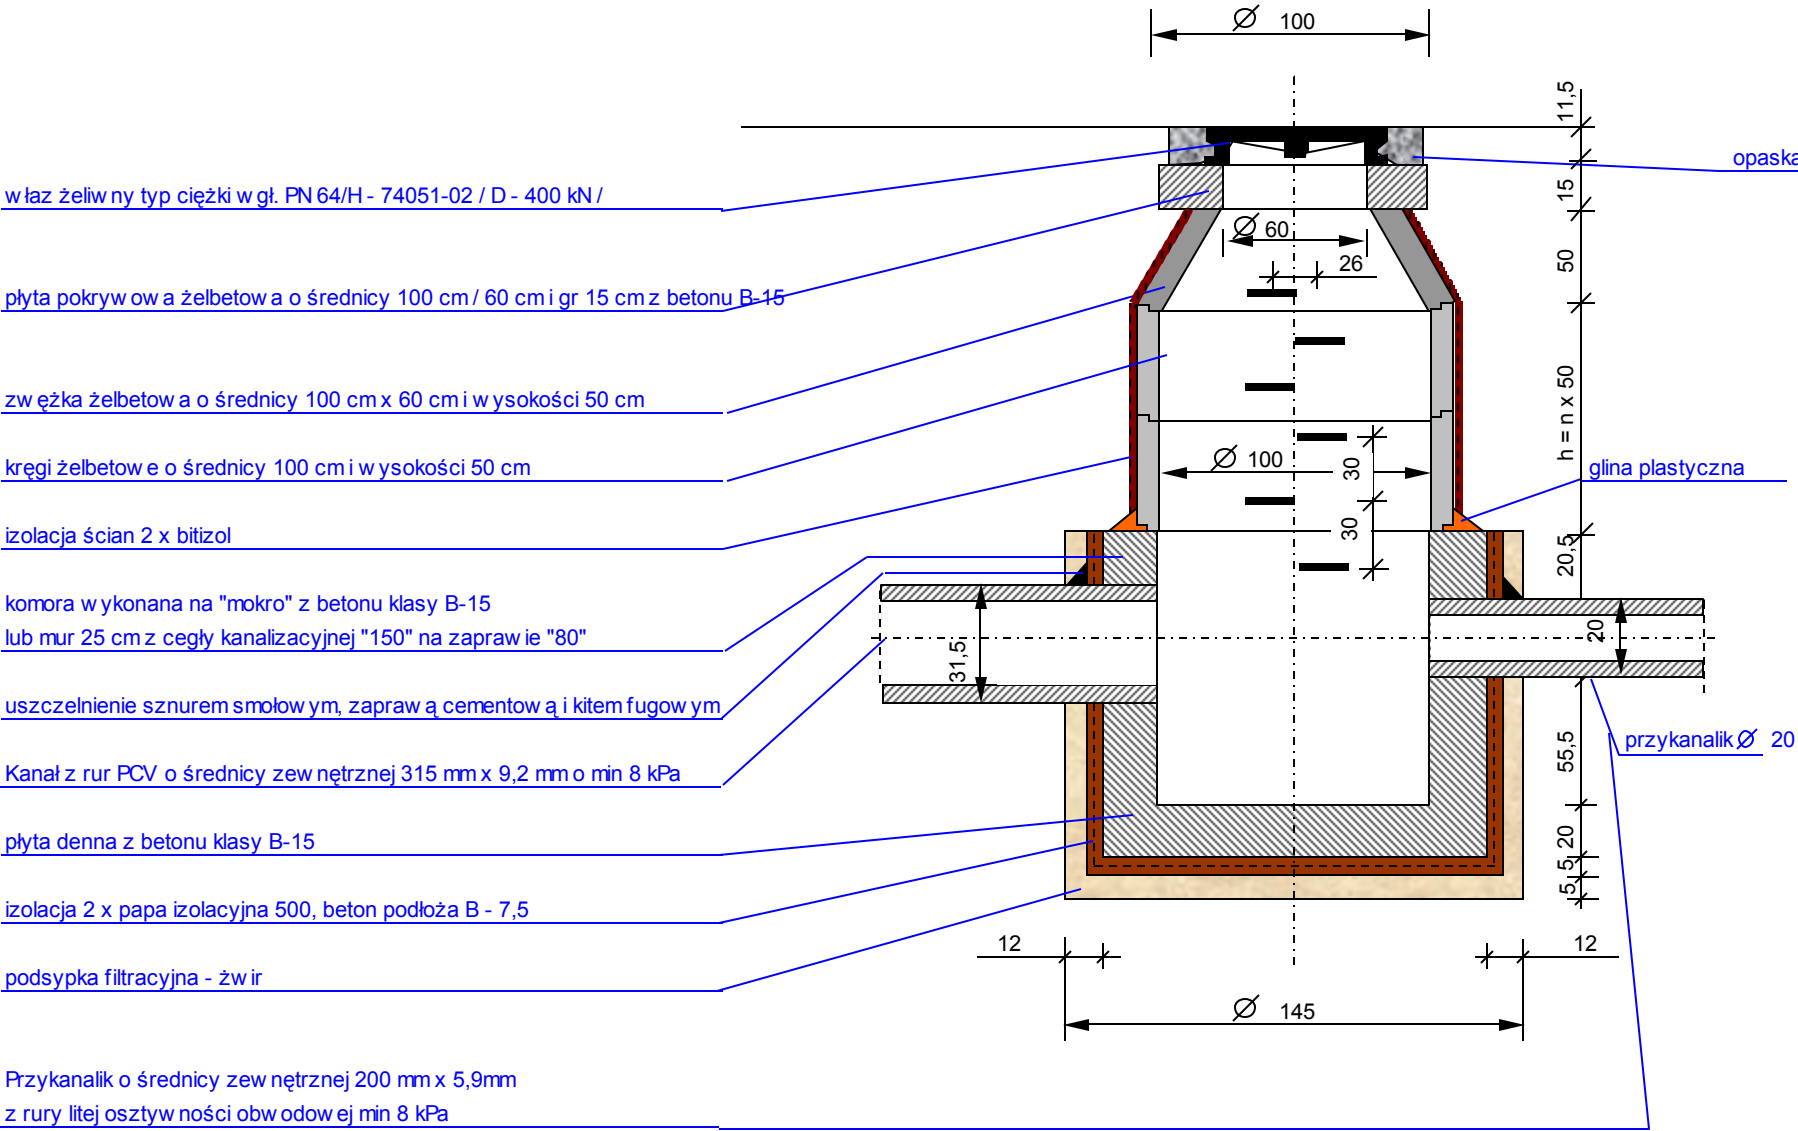 Ø 100
11,5
opaska
właz żeliwny typ ciężki wgł. PN 64/H - 74051-02 / D - 400 kN /
15
Ø 60
26
50
płyta pokrywowa żelbetowa o średnicy 100 cm / 60 cm i gr 15 cm z betonu B-15
zwężka żelbetowa o średnicy 100 cm x 60 cm i wysokości 50 cm
h = n x 50
kręgi żelbetowe o średnicy 100 cm i wysokości 50 cm
Ø 100
30
glina plastyczna
izolacja ścian 2 x bitizol
30
20,5
komora wykonana na "mokro" z betonu klasy B-15
lub mur 25 cm z cegły kanalizacyjnej "150" na zaprawie "80"
31,5
20
uszczelnienie sznurem smołowym, zaprawą cementową i kitem fugowym
przykanalik Ø 20
55,5
Kanał z rur PCV o średnicy zewnętrznej 315 mm x 9,2 mm o min 8 kPa
płyta denna z betonu klasy B-15
20
5
5
izolacja 2 x papa izolacyjna 500, beton podłoża B - 7,5
12
12
podsypka filtracyjna - żwir
Ø 145
Przykanalik o średnicy zewnętrznej 200 mm x 5,9mm
z rury litej osztywności obwodowej min 8 kPa